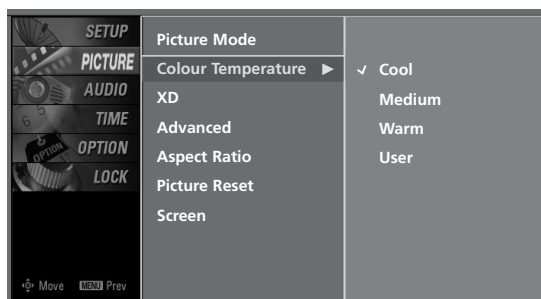 SETUP
PICTURE
AUDIO
TIME
OPTION
LOCK
Move MENU Prev
Picture Mode
Colour Temperature ▶
XD
Advanced
Aspect Ratio
Picture Reset
Screen
✓ Cool
Medium
Warm
User